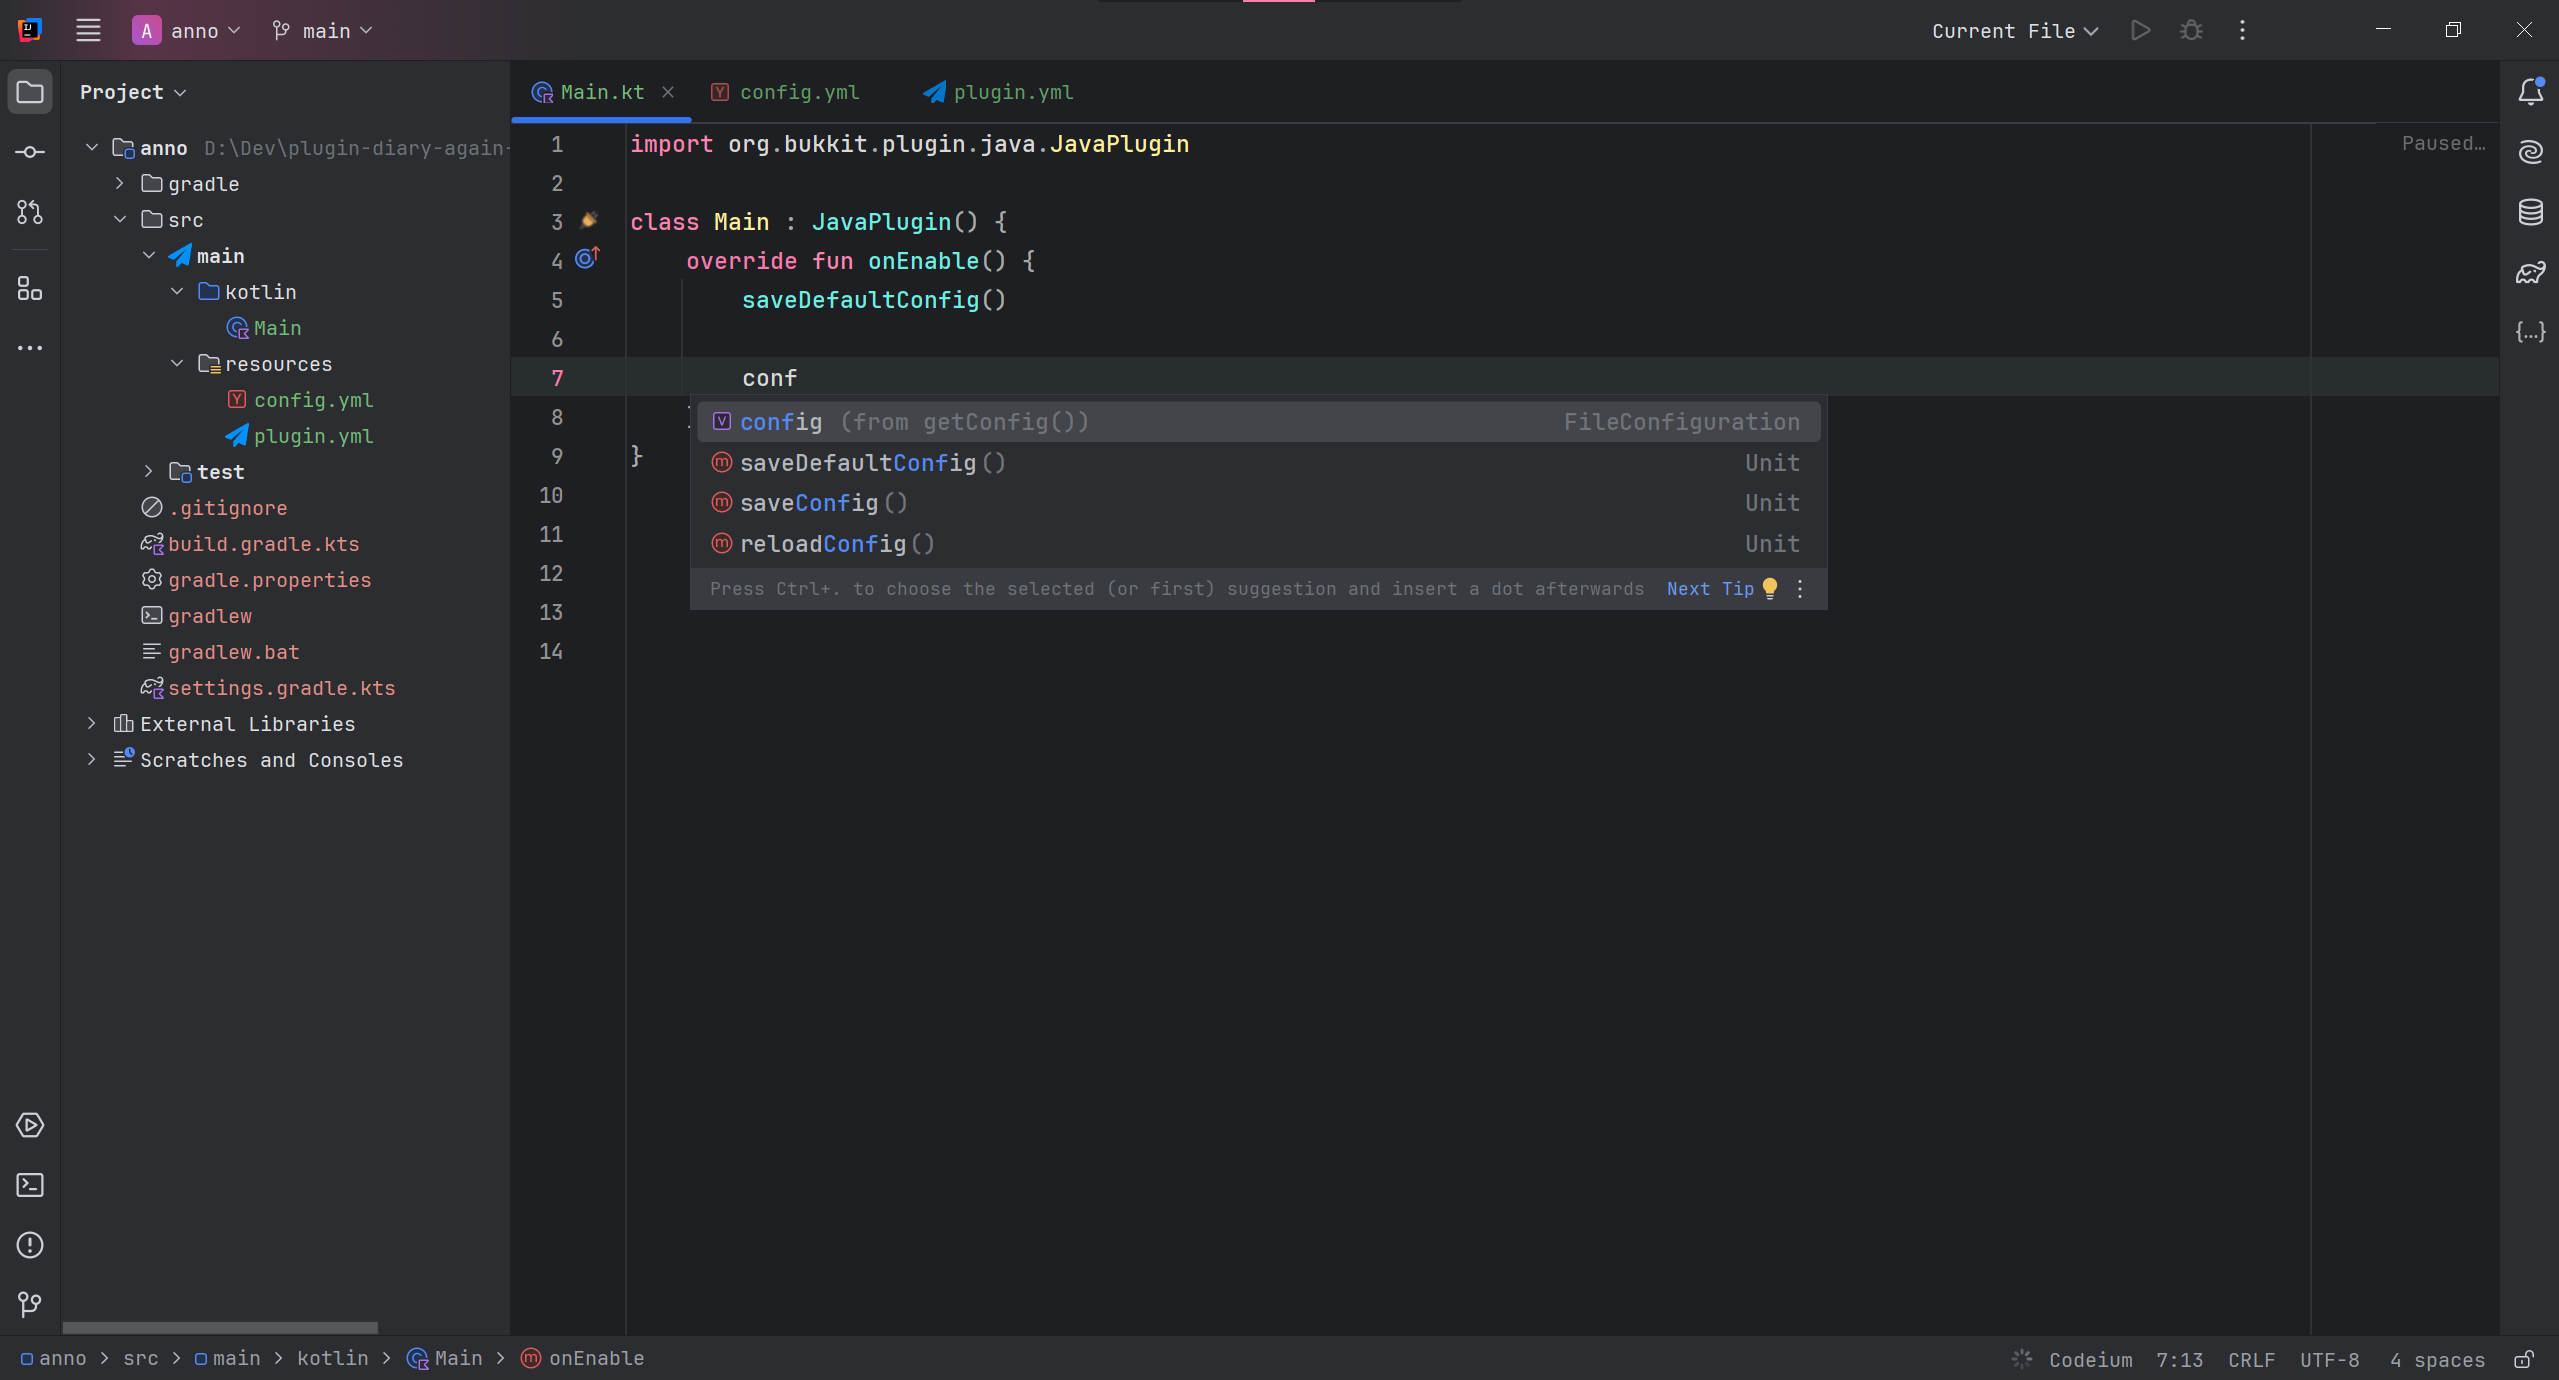 A anno main Current File
Project
Main.kt config.yml plugin.yml
anno D:\Dev\plugin-diary-again-
gradle
src
main
kotlin
Main
resources
config.yml
plugin.yml
test
.gitignore
build.gradle.kts
gradle.properties
gradlew
gradlew.bat
settings.gradle.kts
External Libraries
Scratches and Consoles
1 import org.bukkit.plugin.java.JavaPlugin
2
3 class Main : JavaPlugin() {
4 override fun onEnable() {
5 saveDefaultConfig()
6
7 conf
8
9 }
10
11
12
13
14
Paused…
config (from getConfig()) FileConfiguration
saveDefaultConfig() Unit
saveConfig() Unit
reloadConfig() Unit
Press Ctrl+. to choose the selected (or first) suggestion and insert a dot afterwards Next Tip
anno > src > main > kotlin > Main > onEnable Codeium 7:13 CRLF UTF-8 4 spaces